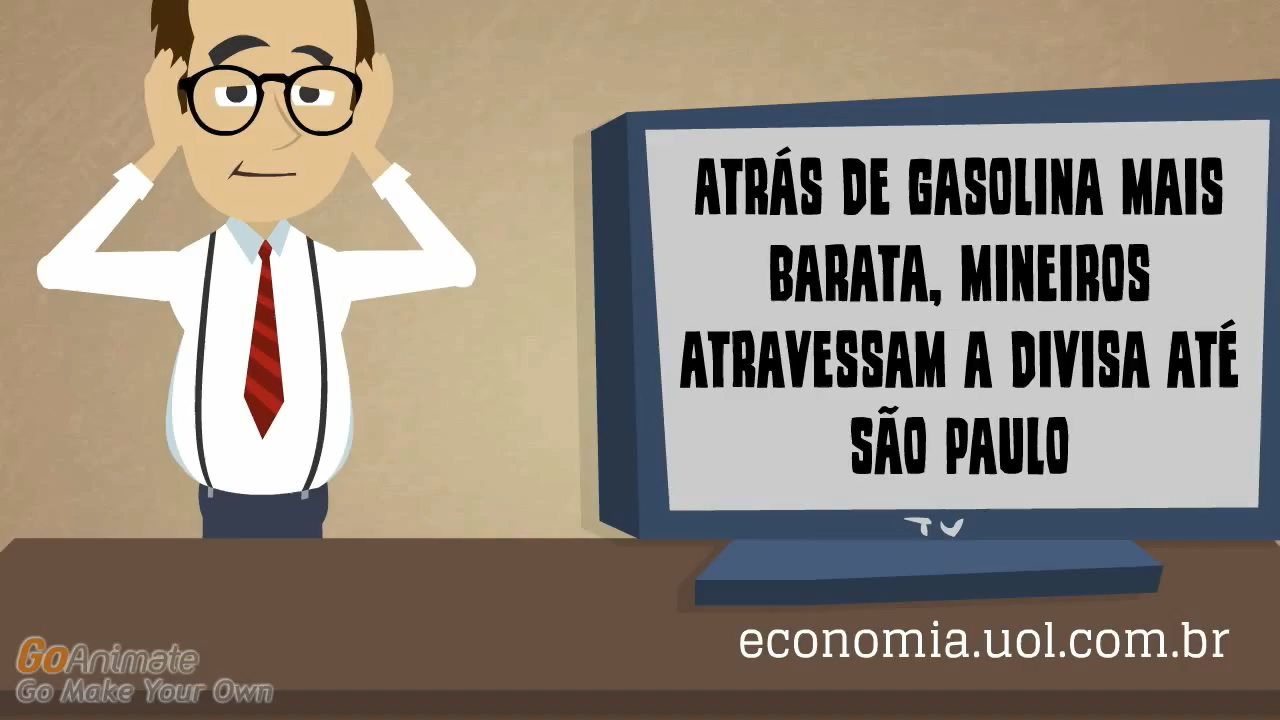 ATRÁS DE GASOLINA MAIS
BARATA, MINEIROS
ATRAVESSAM A DIVISA ATÉ
SÃO PAULO
TV
economia.uol.com.br
GoAnimate
Go Make Your Own